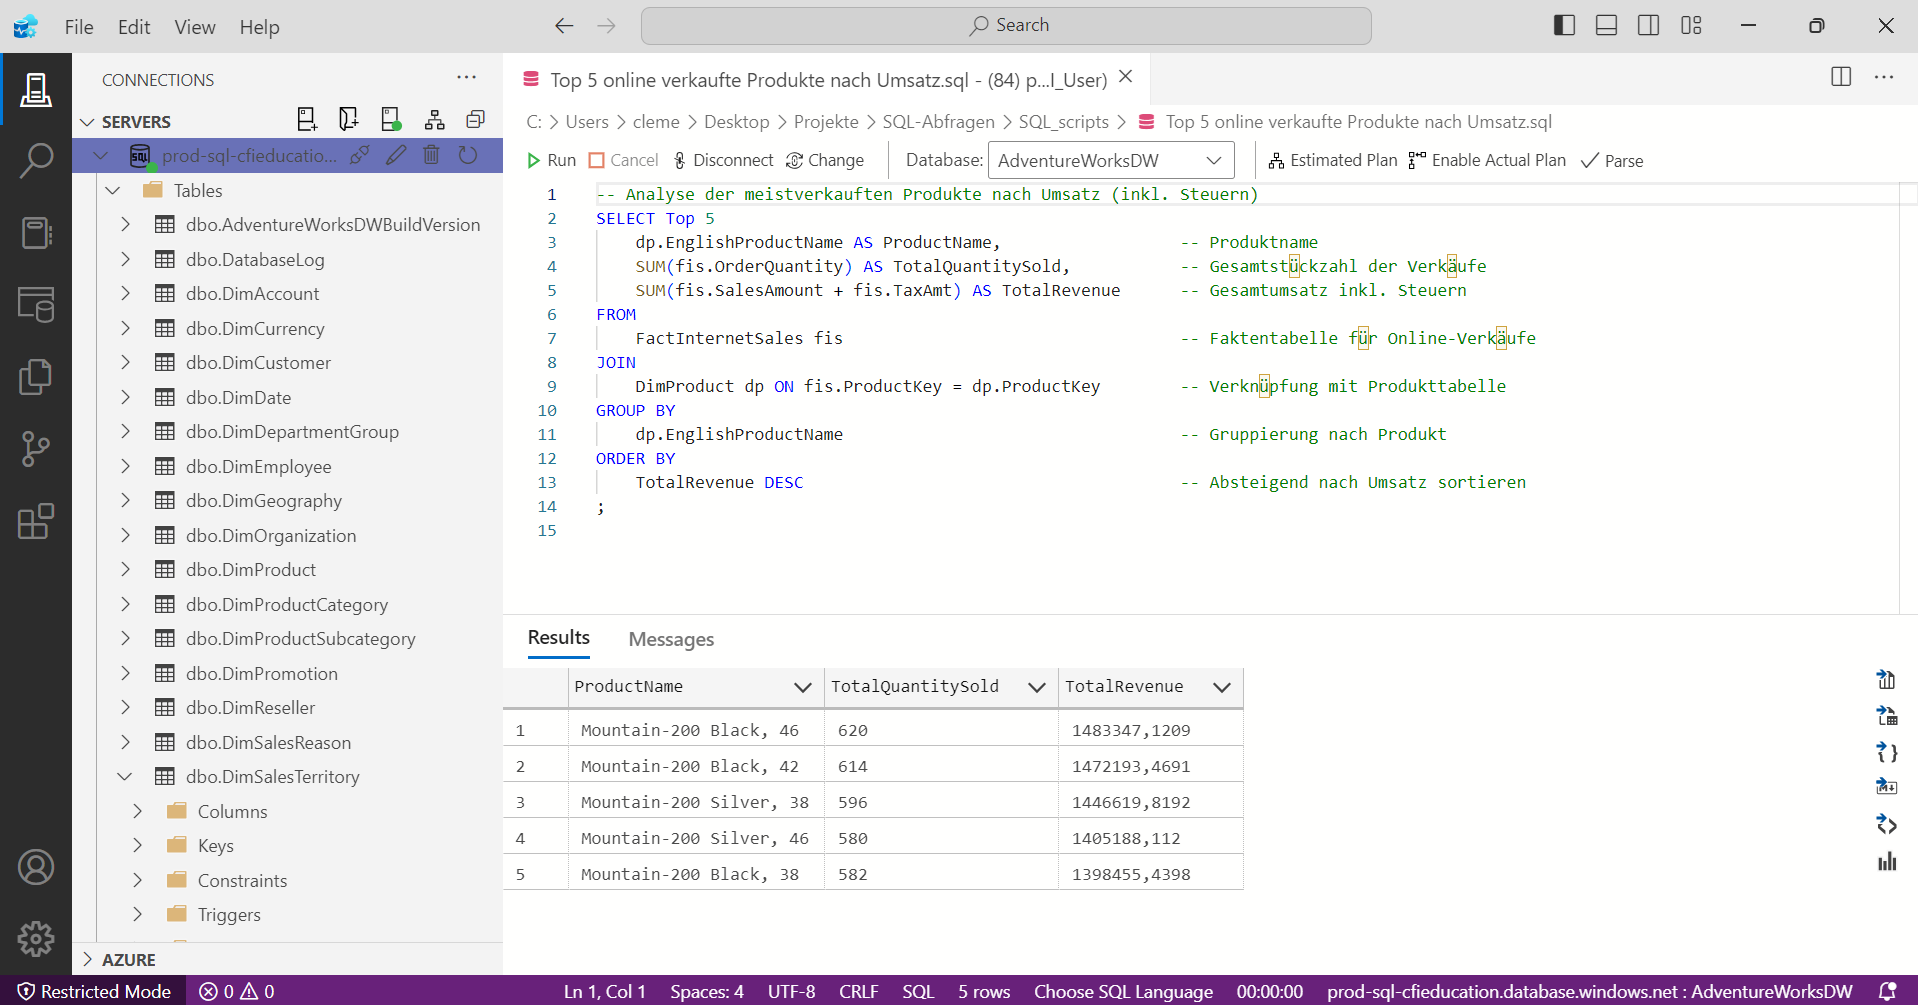 File Edit View Help
Search
CONNECTIONS
SERVERS
prod-sql-cfieducatio...
Tables
dbo.AdventureWorksDWBuildVersion
dbo.DatabaseLog
dbo.DimAccount
dbo.DimCurrency
dbo.DimCustomer
dbo.DimDate
dbo.DimDepartmentGroup
dbo.DimEmployee
dbo.DimGeography
dbo.DimOrganization
dbo.DimProduct
dbo.DimProductCategory
dbo.DimProductSubcategory
dbo.DimPromotion
dbo.DimReseller
dbo.DimSalesReason
dbo.DimSalesTerritory
Columns
Keys
Constraints
Triggers
AZURE
Top 5 online verkaufte Produkte nach Umsatz.sql - (84) p...I_User)
C: > Users > cleme > Desktop > Projekte > SQL-Abfragen > SQL_scripts > Top 5 online verkaufte Produkte nach Umsatz.sql
Run Cancel Disconnect Change Database: AdventureWorksDW Estimated Plan Enable Actual Plan Parse
1 -- Analyse der meistverkauften Produkte nach Umsatz (inkl. Steuern)
2 SELECT Top 5
3 dp.EnglishProductName AS ProductName, -- Produktname
4 SUM(fis.OrderQuantity) AS TotalQuantitySold, -- Gesamtstückzahl der Verkäufe
5 SUM(fis.SalesAmount + fis.TaxAmt) AS TotalRevenue -- Gesamtumsatz inkl. Steuern
6 FROM
7 FactInternetSales fis -- Faktentabelle für Online-Verkäufe
8 JOIN
9 DimProduct dp ON fis.ProductKey = dp.ProductKey -- Verknüpfung mit Produkttabelle
10 GROUP BY
11 dp.EnglishProductName -- Gruppierung nach Produkt
12 ORDER BY
13 TotalRevenue DESC -- Absteigend nach Umsatz sortieren
14 ;
15
Results Messages
ProductName TotalQuantitySold TotalRevenue
1 Mountain-200 Black, 46 620 1483347,1209
2 Mountain-200 Black, 42 614 1472193,4691
3 Mountain-200 Silver, 38 596 1446619,8192
4 Mountain-200 Silver, 46 580 1405188,112
5 Mountain-200 Black, 38 582 1398455,4398
Restricted Mode 0 0 Ln 1, Col 1 Spaces: 4 UTF-8 CRLF SQL 5 rows Choose SQL Language 00:00:00 prod-sql-cfieducation.database.windows.net : AdventureWorksDW